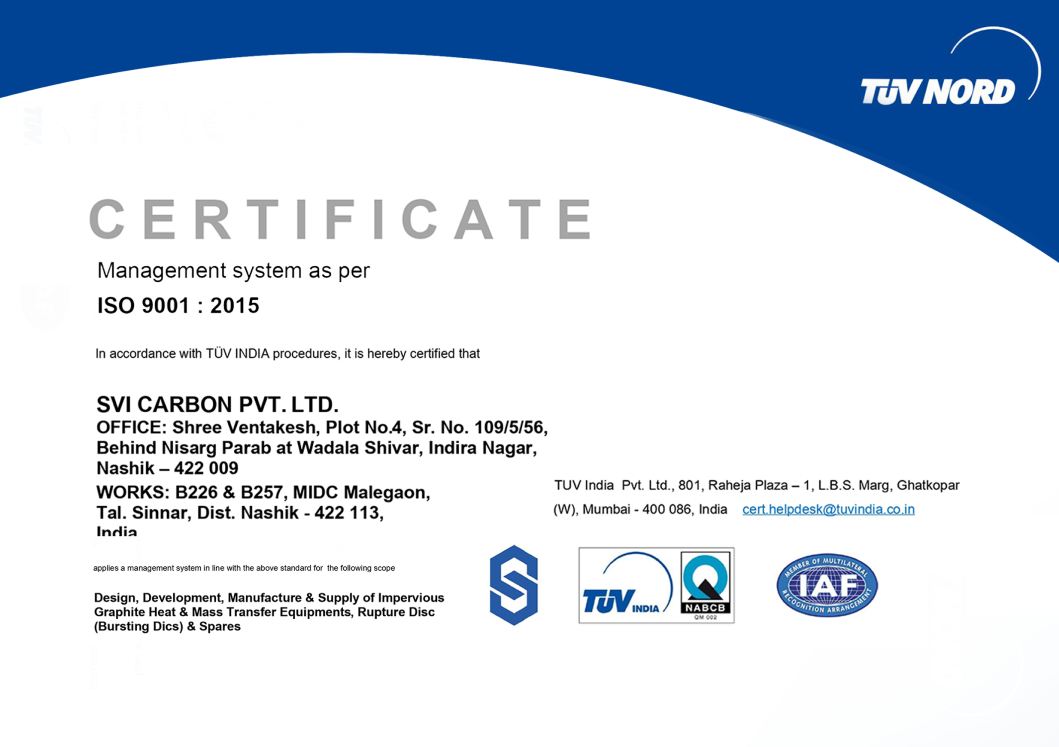 TÜV NORD
CERTIFICATE
Management system as per
ISO 9001 : 2015
In accordance with TÜV INDIA procedures, it is hereby certified that
SVI CARBON PVT. LTD.
OFFICE: Shree Ventakesh, Plot No.4, Sr. No. 109/5/56,
Behind Nisarg Parab at Wadala Shivar, Indira Nagar,
Nashik – 422 009
WORKS: B226 & B257, MIDC Malegaon,
Tal. Sinnar, Dist. Nashik - 422 113,
India
TUV India Pvt. Ltd., 801, Raheja Plaza – 1, L.B.S. Marg, Ghatkopar
(W), Mumbai - 400 086, India cert.helpdesk@tuvindia.co.in
applies a management system in line with the above standard for the following scope
Design, Development, Manufacture & Supply of Impervious
Graphite Heat & Mass Transfer Equipments, Rupture Disc
(Bursting Dics) & Spares
TÜV INDIA
NABCB
QM 002
MEMBER OF MULTILATERAL
IAF
RECOGNITION ARRANGEMENT